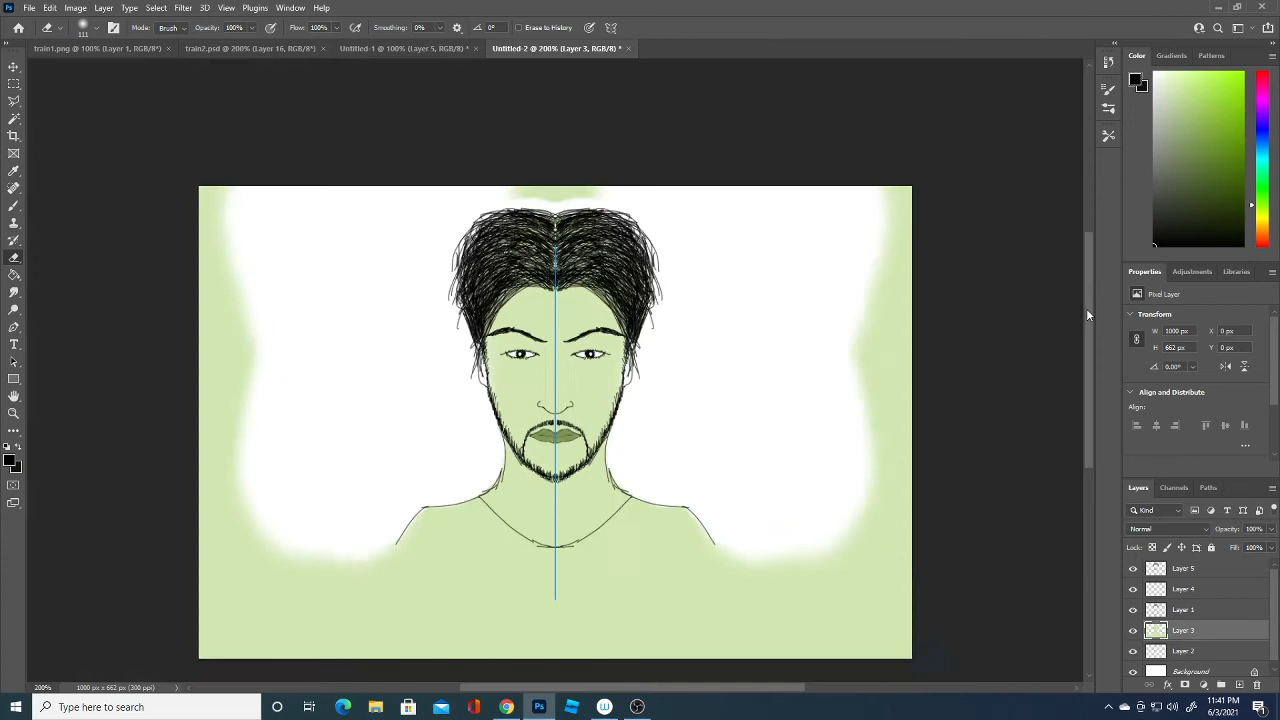 File Edit Image Layer Type Select Filter 3D View Plugins Window Help
111 Mode: Brush Opacity: 100% Flow: 100% Smoothing: 0% 0° Erase to History
train1.png @ 100% (Layer 1, RGB/8*) × train2.psd @ 200% (Layer 16, RGB/8*) × Untitled-1 @ 100% (Layer 5, RGB/8) * × Untitled-2 @ 200% (Layer 3, RGB/8) * ×
Color Gradients Patterns
Properties Adjustments Libraries
Pixel Layer
Transform
W 1000 px X 0 px
H 662 px Y 0 px
0.00°
Align and Distribute
Align:
Layers Channels Paths
Kind
Normal Opacity: 100%
Lock: Fill: 100%
Layer 5
Layer 4
Layer 1
Layer 3
Layer 2
Background
200% 1000 px x 662 px (300 ppi)
Type here to search
11:41 PM
6/3/2021